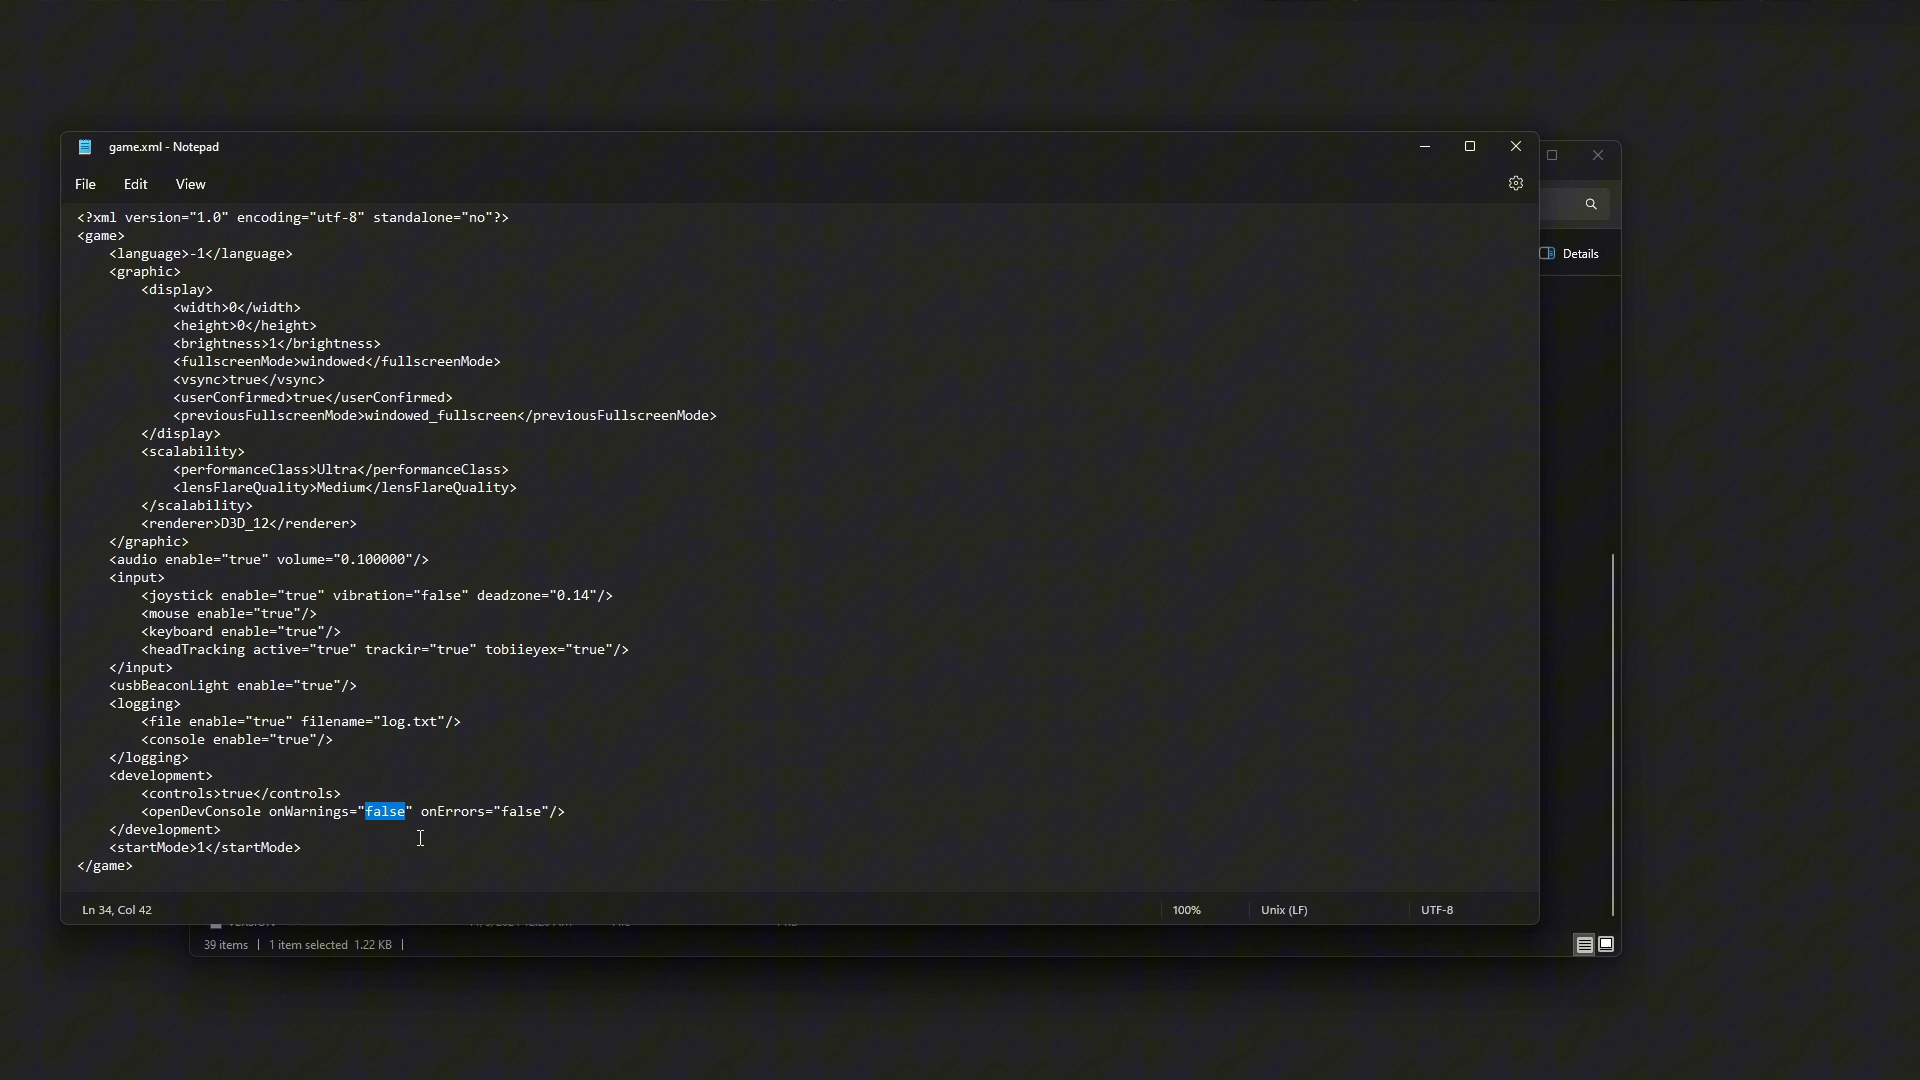 game.xml - Notepad
File Edit View
<?xml version="1.0" encoding="utf-8" standalone="no"?>
<game>
    <language>-1</language>
    <graphic>
        <display>
            <width>0</width>
            <height>0</height>
            <brightness>1</brightness>
            <fullscreenMode>windowed</fullscreenMode>
            <vsync>true</vsync>
            <userConfirmed>true</userConfirmed>
            <previousFullscreenMode>windowed_fullscreen</previousFullscreenMode>
        </display>
        <scalability>
            <performanceClass>Ultra</performanceClass>
            <lensFlareQuality>Medium</lensFlareQuality>
        </scalability>
        <renderer>D3D_12</renderer>
    </graphic>
    <audio enable="true" volume="0.100000"/>
    <input>
        <joystick enable="true" vibration="false" deadzone="0.14"/>
        <mouse enable="true"/>
        <keyboard enable="true"/>
        <headTracking active="true" trackir="true" tobiieyex="true"/>
    </input>
    <usbBeaconLight enable="true"/>
    <logging>
        <file enable="true" filename="log.txt"/>
        <console enable="true"/>
    </logging>
    <development>
        <controls>true</controls>
        <openDevConsole onWarnings="false" onErrors="false"/>
    </development>
    <startMode>1</startMode>
</game>
Ln 34, Col 42 100% Unix (LF) UTF-8
Details
39 items 1 item selected 1.22 KB